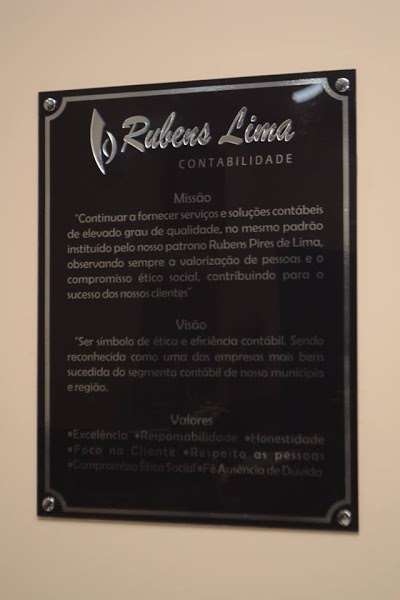 Rubens Lima
CONTABILIDADE
Missão
"Continuar a fornecer serviços e soluções contábeis
de elevado grau de qualidade, no mesmo padrão
instituído pelo nosso patrono Rubens Pires de Lima,
observando sempre a valorização de pessoas e o
compromisso ético social, contribuindo para o
sucesso dos nossos clientes"
Visão
"Ser símbolo de ética e eficiência contábil. Sendo
reconhecida como uma das empresas mais bem
sucedida do segmento contábil de nosso município
e região.
Valores
•Excelência •Responsabilidade •Honestidade
•Foco no Cliente •Respeito as pessoas
•Compromisso Ético Social •Fé Ausência de Duvida